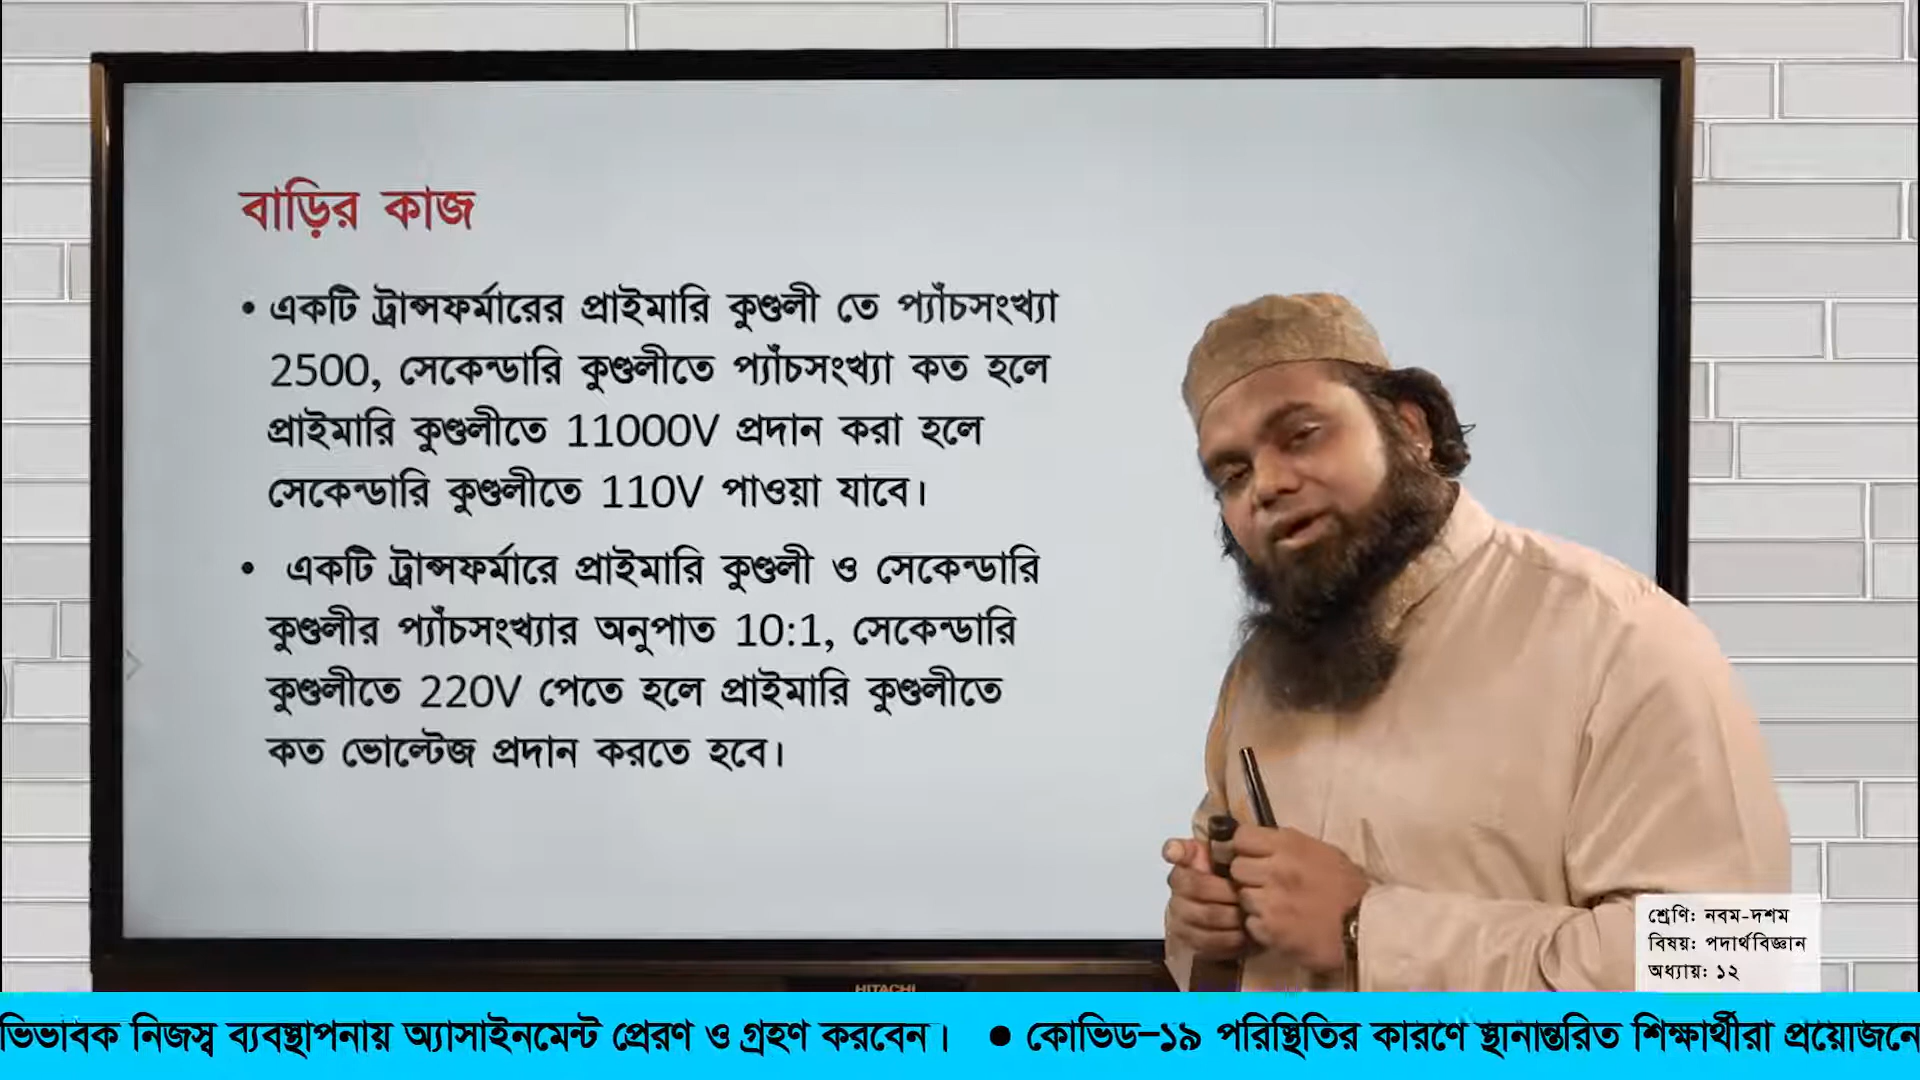 বাড়ির কাজ
• একটি ট্রান্সফর্মারের প্রাইমারি কুণ্ডলী তে প্যাঁচসংখ্যা
2500, সেকেন্ডারি কুণ্ডলীতে প্যাঁচসংখ্যা কত হলে
প্রাইমারি কুণ্ডলীতে 11000V প্রদান করা হলে
সেকেন্ডারি কুণ্ডলীতে 110V পাওয়া যাবে।
• একটি ট্রান্সফর্মারে প্রাইমারি কুণ্ডলী ও সেকেন্ডারি
কুণ্ডলীর প্যাঁচসংখ্যার অনুপাত 10:1, সেকেন্ডারি
কুণ্ডলীতে 220V পেতে হলে প্রাইমারি কুণ্ডলীতে
কত ভোল্টেজ প্রদান করতে হবে।
শ্রেণি: নবম-দশম
বিষয়: পদার্থবিজ্ঞান
অধ্যায়: ১২
HITACHI
ভিভাবক নিজস্ব ব্যবস্থাপনায় অ্যাসাইনমেন্ট প্রেরণ ও গ্রহণ করবেন। ● কোভিড-১৯ পরিস্থিতির কারণে স্থানান্তরিত শিক্ষার্থীরা প্রয়োজনে